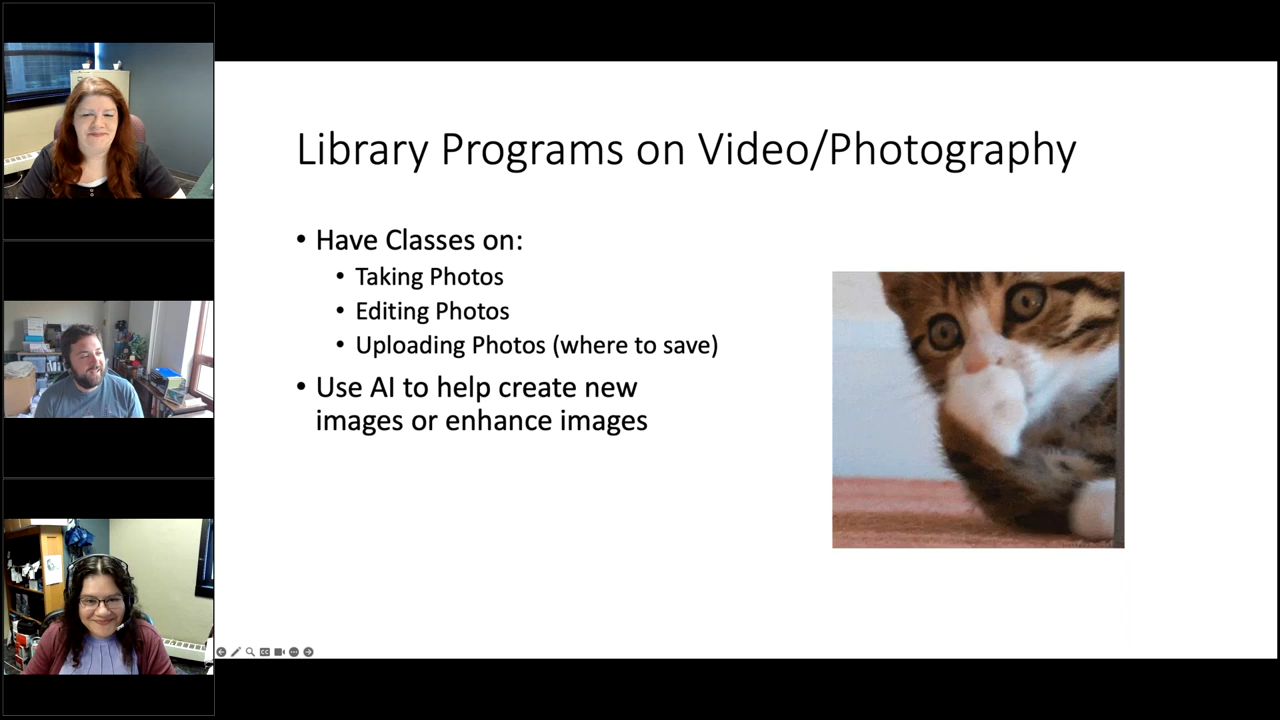 Library Programs on Video/Photography
• Have Classes on:
• Taking Photos
• Editing Photos
• Uploading Photos (where to save)
• Use AI to help create new
images or enhance images